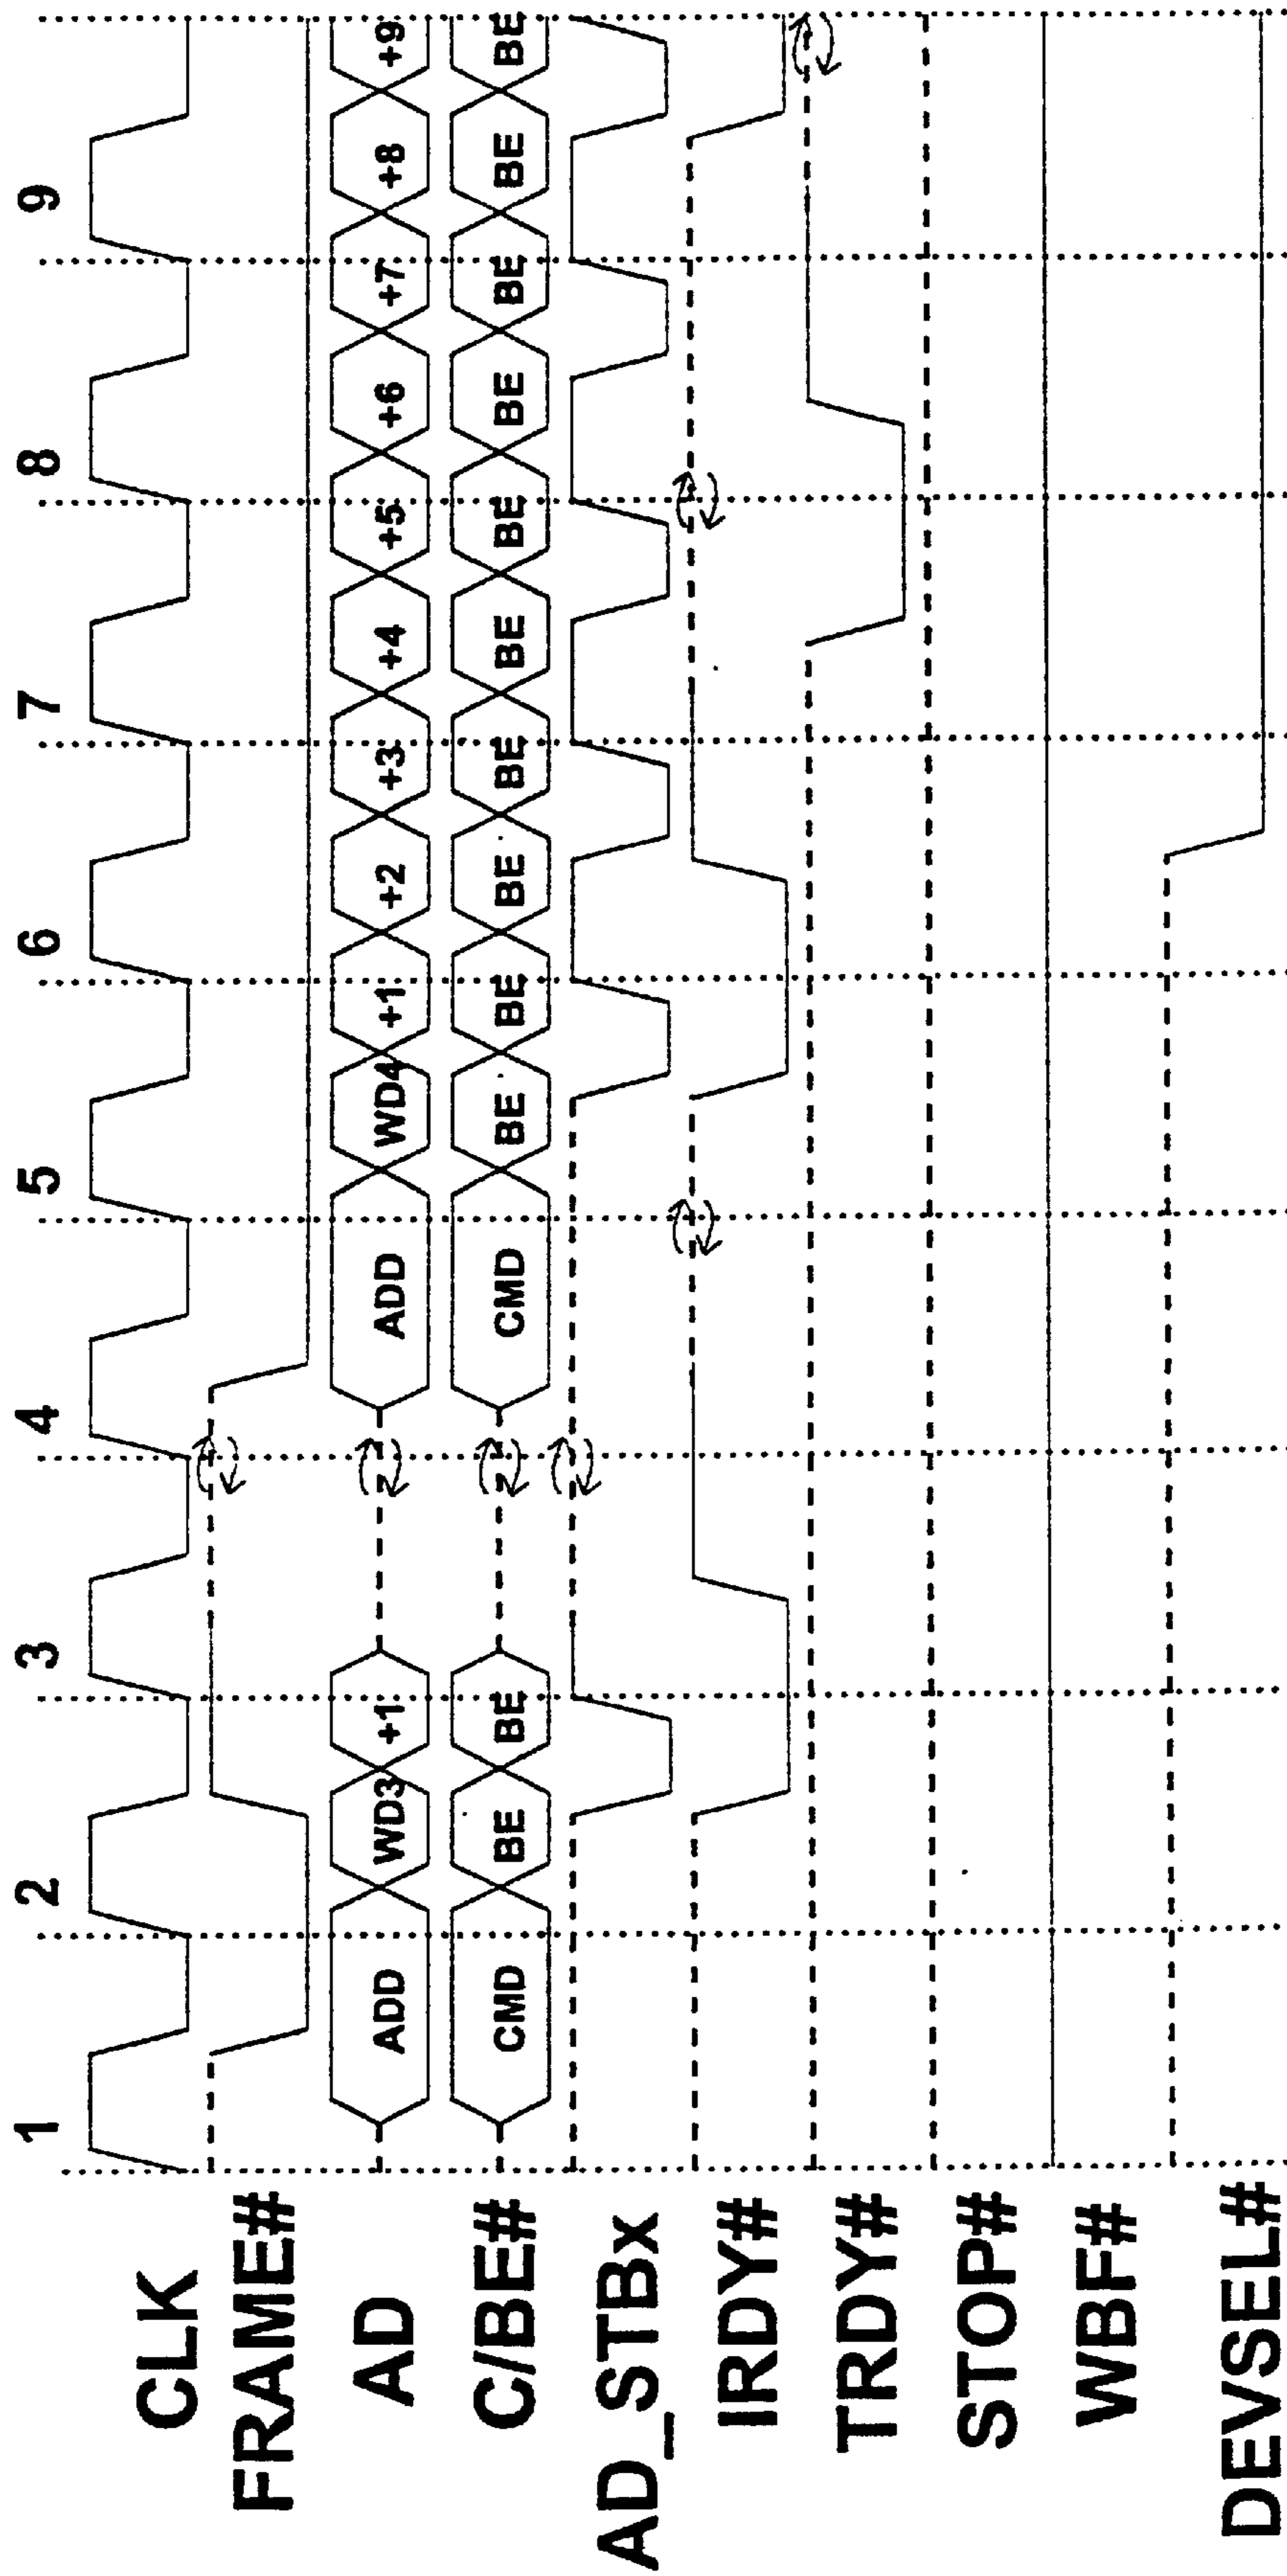 1 2 3 4 5 6 7 8 9
CLK
FRAME#
AD ADD WD3 +1 ADD WD4 +1 +2 +3 +4 +5 +6 +7 +8 +9
C/BE# CMD BE BE CMD BE BE BE BE BE BE BE BE BE BE
AD_STBx
IRDY#
TRDY#
STOP#
WBF#
DEVSEL#